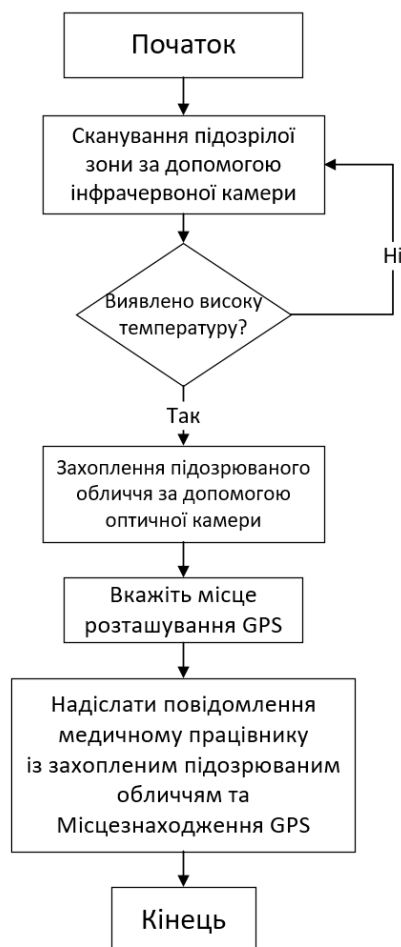 Початок
Сканування підозрілої
зони за допомогою
інфрачервоної камери
Ні
Виявлено високу
температуру?
Так
Захоплення підозрюваного
обличчя за допомогою
оптичної камери
Вкажіть місце
розташування GPS
Надіслати повідомлення
медичному працівнику
із захопленим підозрюваним
обличчям та
Місцезнаходження GPS
Кінець